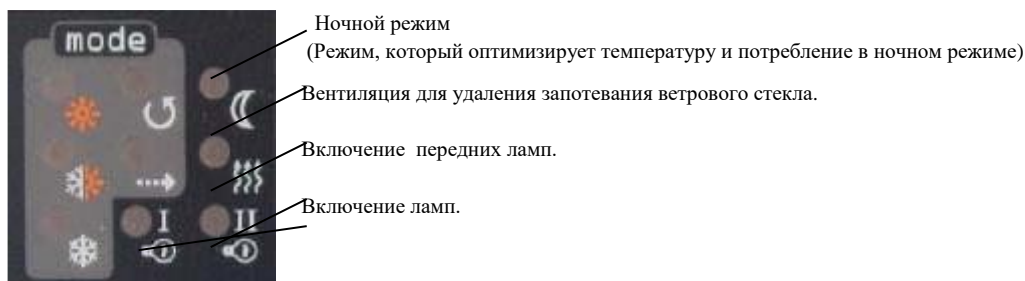 mode
I II
Ночной режим
(Режим, который оптимизирует температуру и потребление в ночном режиме)
Вентиляция для удаления запотевания ветрового стекла.
Включение передних ламп.
Включение ламп.